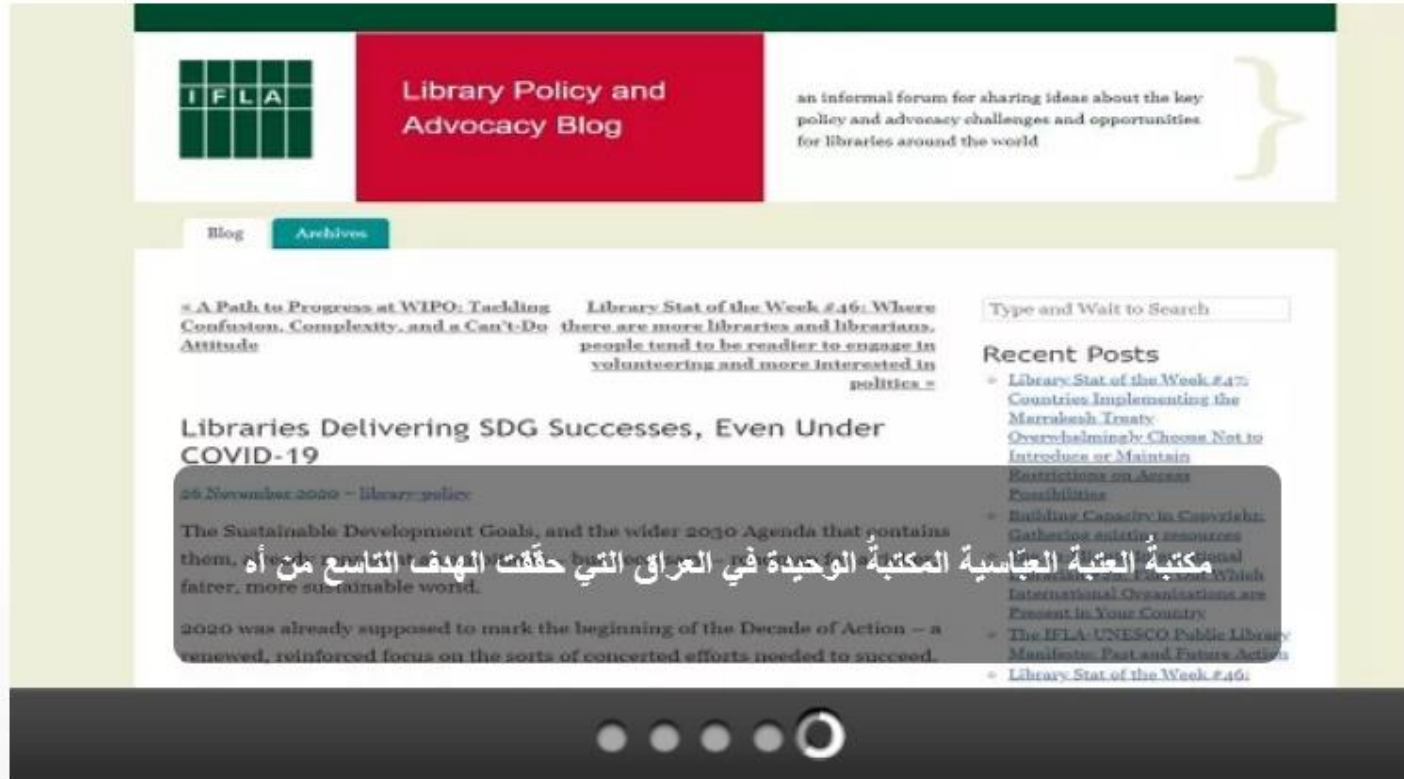 IFLA
Library Policy and
Advocacy Blog
an informal forum for sharing ideas about the key
policy and advocacy challenges and opportunities
for libraries around the world
}
Blog
Archives
« A Path to Progress at WIPO: Tackling
Confusion, Complexity, and a Can't-Do
Attitude
Library Stat of the Week #46: Where
there are more libraries and librarians,
people tend to be readier to engage in
volunteering and more interested in
politics »
Libraries Delivering SDG Successes, Even Under
COVID-19
26 November 2020 ~ library policy
The Sustainable Development Goals, and the wider 2030 Agenda that contains
them, already
fairer, more sustainable world.
2020 was already supposed to mark the beginning of the Decade of Action – a
renewed, reinforced focus on the sorts of concerted efforts needed to succeed.
مكتبةُ العتبة العباسية المكتبةُ الوحيدة في العراق التي حقّقت الهدف التاسع من أه
Type and Wait to Search
Recent Posts
Library Stat of the Week #47:
Countries Implementing the
Marrakesh Treaty
Overwhelmingly Choose Not to
Introduce or Maintain
Restrictions on Access
Possibilities
Building Capacity in Copyright:
Gathering existing resources
International
Which
International Organisations are
Present in Your Country
The IFLA-UNESCO Public Library
Manifesto: Past and Future Action
Library Stat of the Week #46: